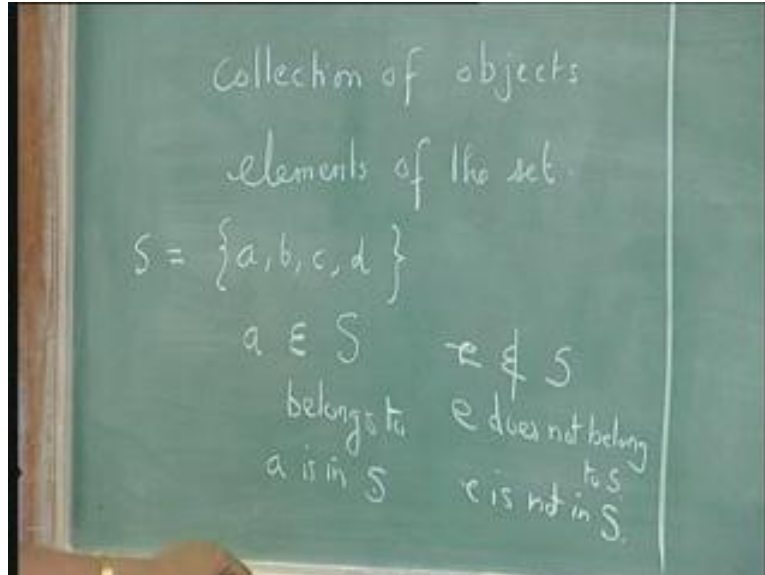 collection of objects
elements of the set.
S = {a, b, c, d}
a ∈ S
belongs to
a is in S
e ∉ S
e does not belong
to S
e is not in S.